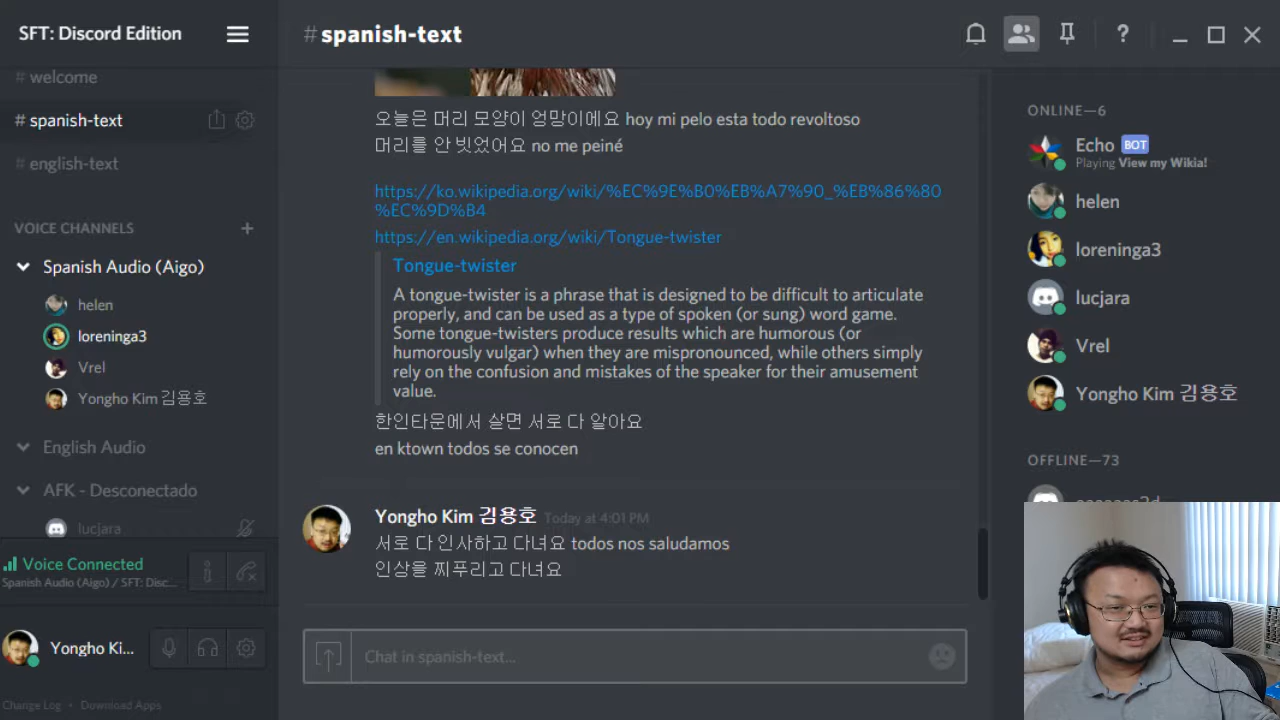 SFT: Discord Edition
# welcome
# spanish-text
# english-text
VOICE CHANNELS
Spanish Audio (Aigo)
helen
loreninga3
Vrel
Yongho Kim 김용호
English Audio
AFK - Desconectado
lucjara
Voice Connected
Spanish Audio (Aigo) / SFT: Disc...
Yongho Ki...
Change Log • Download Apps
#spanish-text
오늘은 머리 모양이 엉망이에요 hoy mi pelo esta todo revoltoso
머리를 안 빗었어요 no me peiné
https://ko.wikipedia.org/wiki/%EC%9E%B0%EB%A7%90_%EB%86%80
%EC%9D%B4
https://en.wikipedia.org/wiki/Tongue-twister
Tongue-twister
A tongue-twister is a phrase that is designed to be difficult to articulate
properly, and can be used as a type of spoken (or sung) word game.
Some tongue-twisters produce results which are humorous (or
humorously vulgar) when they are mispronounced, while others simply
rely on the confusion and mistakes of the speaker for their amusement
value.
한인타운에서 살면 서로 다 알아요
en ktown todos se conocen
Yongho Kim 김용호 Today at 4:01 PM
서로 다 인사하고 다녀요 todos nos saludamos
인상을 찌푸리고 다녀요
Chat in spanish-text...
ONLINE—6
Echo BOT
Playing View my Wikia!
helen
loreninga3
lucjara
Vrel
Yongho Kim 김용호
OFFLINE—73